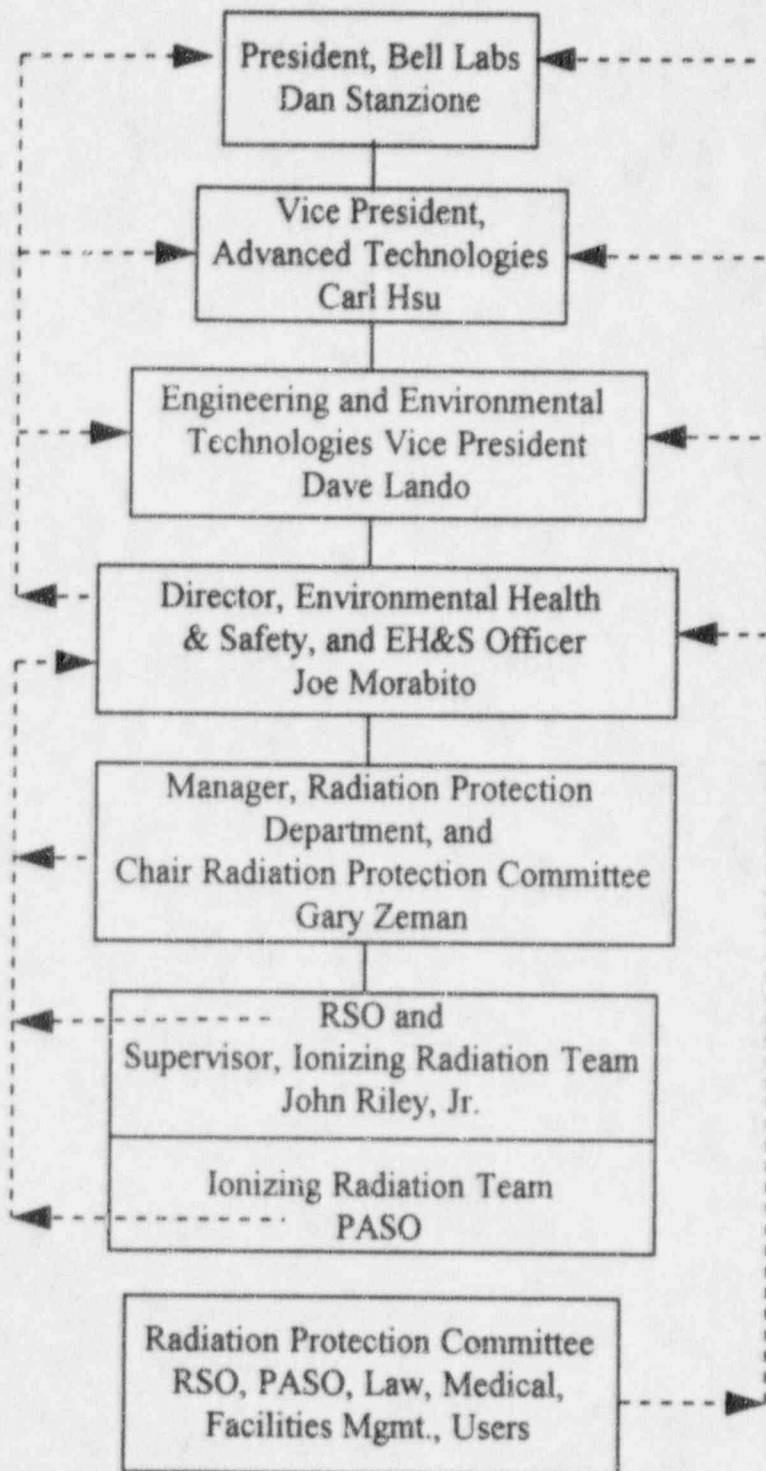 President, Bell Labs
Dan Stanzione
Vice President,
Advanced Technologies
Carl Hsu
Engineering and Environmental
Technologies Vice President
Dave Lando
Director, Environmental Health
& Safety, and EH&S Officer
Joe Morabito
Manager, Radiation Protection
Department, and
Chair Radiation Protection Committee
Gary Zeman
RSO and
Supervisor, Ionizing Radiation Team
John Riley, Jr.
Ionizing Radiation Team
PASO
Radiation Protection Committee
RSO, PASO, Law, Medical,
Facilities Mgmt., Users